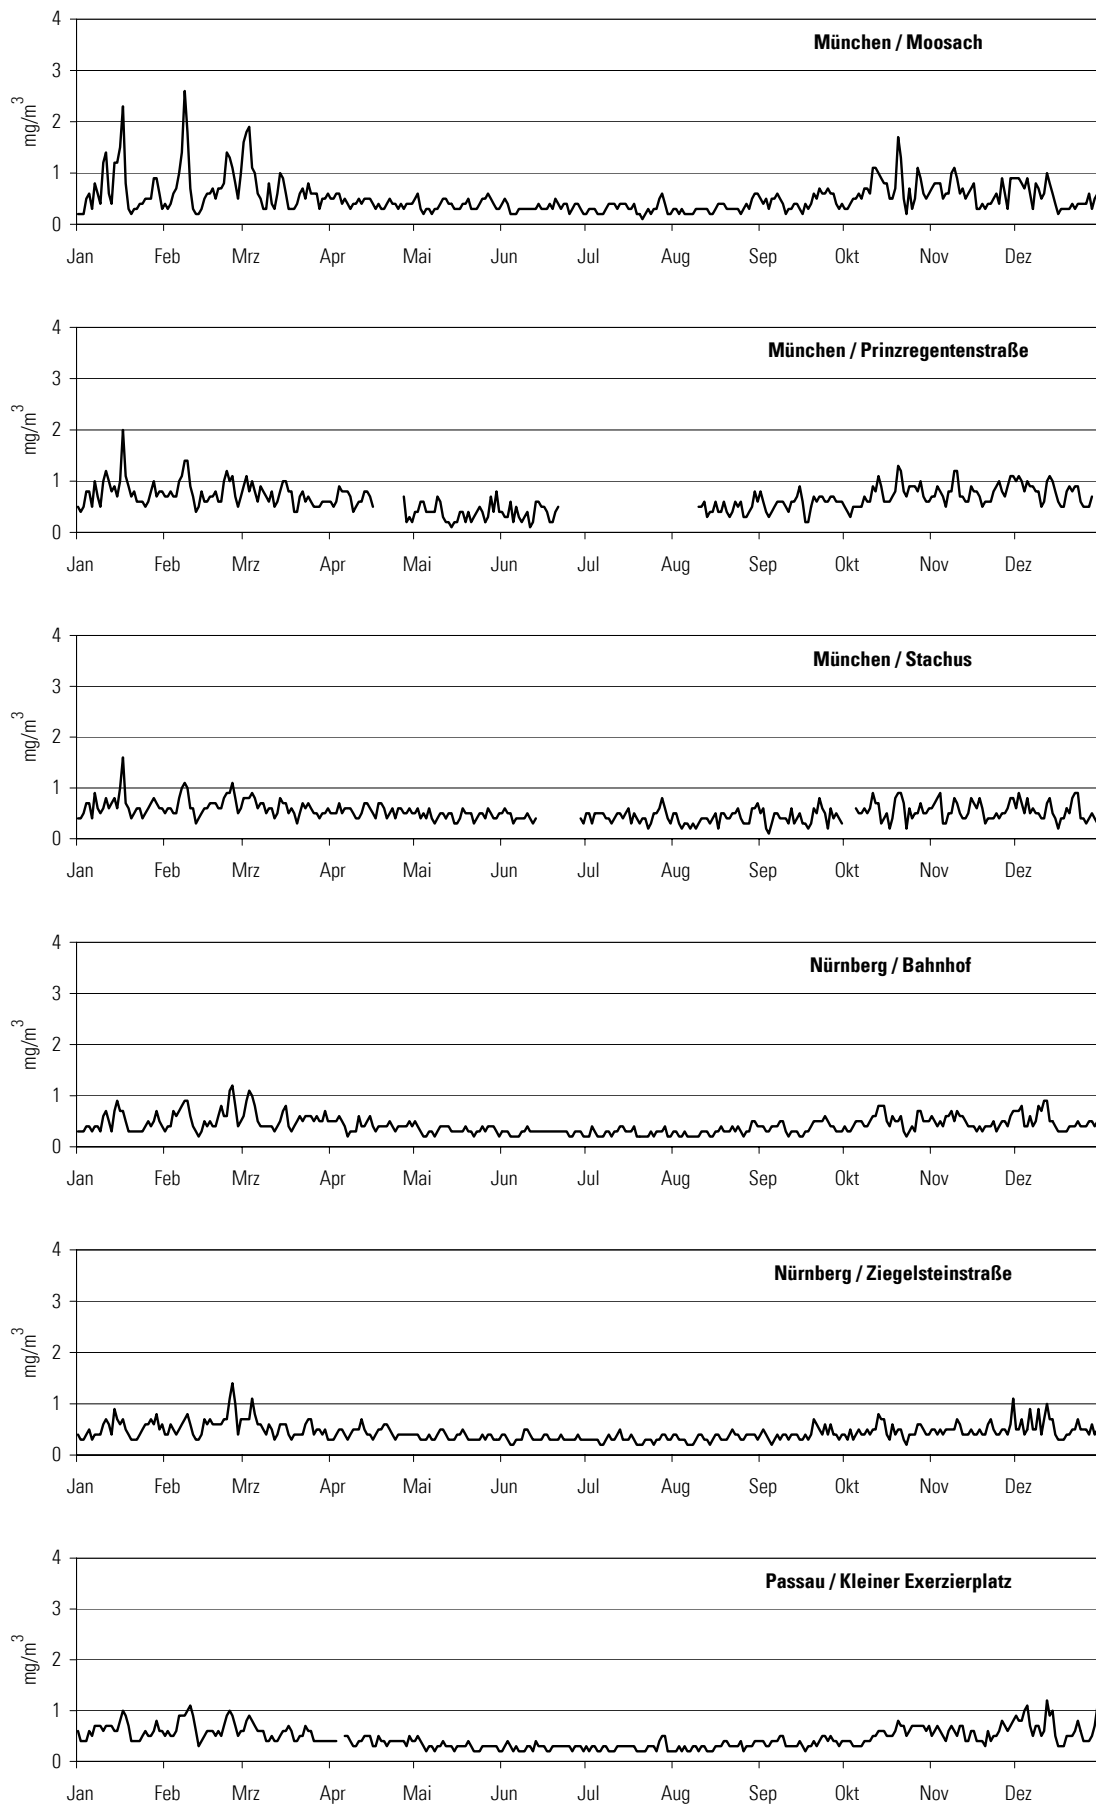 4
München / Moosach
3
mg/m³
2
1
0
Jan Feb Mrz Apr Mai Jun Jul Aug Sep Okt Nov Dez
4
München / Prinzregentenstraße
3
mg/m³
2
1
0
Jan Feb Mrz Apr Mai Jun Jul Aug Sep Okt Nov Dez
4
München / Stachus
3
mg/m³
2
1
0
Jan Feb Mrz Apr Mai Jun Jul Aug Sep Okt Nov Dez
4
Nürnberg / Bahnhof
3
mg/m³
2
1
0
Jan Feb Mrz Apr Mai Jun Jul Aug Sep Okt Nov Dez
4
Nürnberg / Ziegelsteinstraße
3
mg/m³
2
1
0
Jan Feb Mrz Apr Mai Jun Jul Aug Sep Okt Nov Dez
4
Passau / Kleiner Exerzierplatz
3
mg/m³
2
1
0
Jan Feb Mrz Apr Mai Jun Jul Aug Sep Okt Nov Dez